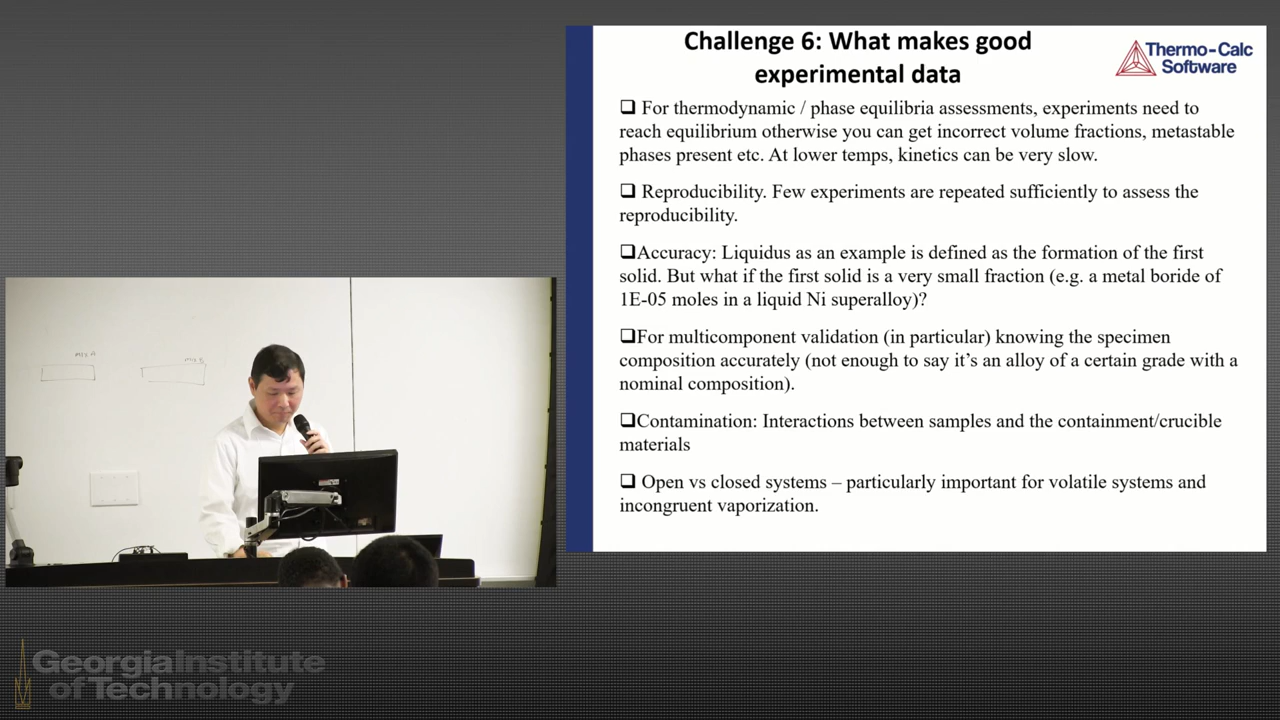 Challenge 6: What makes good
experimental data
Thermo-Calc
Software
❑ For thermodynamic / phase equilibria assessments, experiments need to
reach equilibrium otherwise you can get incorrect volume fractions, metastable
phases present etc. At lower temps, kinetics can be very slow.
❑ Reproducibility. Few experiments are repeated sufficiently to assess the
reproducibility.
❑Accuracy: Liquidus as an example is defined as the formation of the first
solid. But what if the first solid is a very small fraction (e.g. a metal boride of
1E-05 moles in a liquid Ni superalloy)?
❑For multicomponent validation (in particular) knowing the specimen
composition accurately (not enough to say it’s an alloy of a certain grade with a
nominal composition).
❑Contamination: Interactions between samples and the containment/crucible
materials
❑ Open vs closed systems – particularly important for volatile systems and
incongruent vaporization.
MIX A
GeorgiaInstitute
of Technology